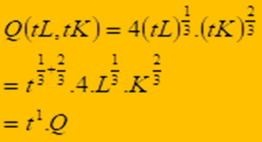 Q(tL,tK) = 4(tL)^{1/3}.(tK)^{2/3}
= t^{1/3+2/3}.4.L^{1/3}.K^{2/3}
= t^1.Q